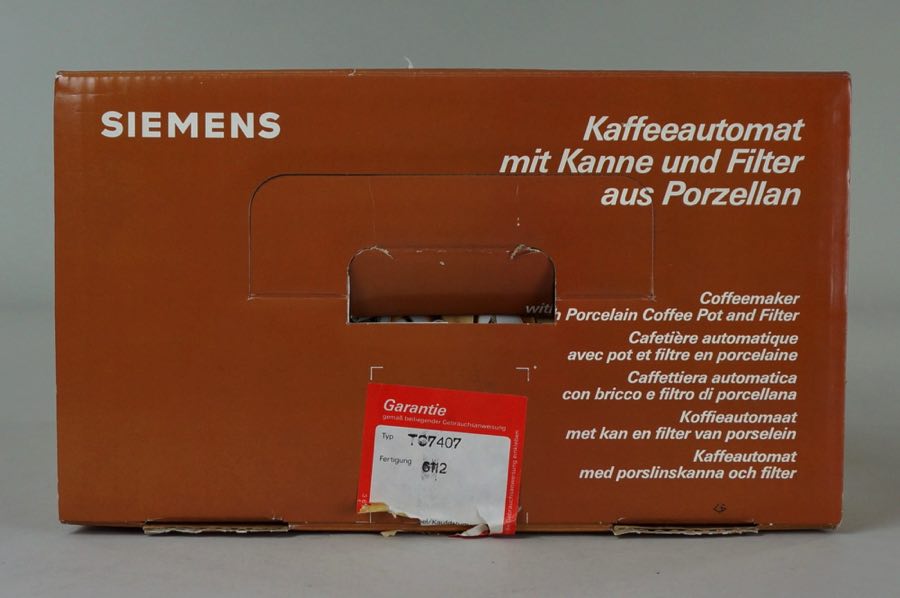 SIEMENS
Kaffeeautomat
mit Kanne und Filter
aus Porzellan
Coffeemaker
with Porcelain Coffee Pot and Filter
Cafetière automatique
avec pot et filtre en porcelaine
Caffettiera automatica
con bricco e filtro di porcellana
Koffieautomaat
met kan en filter van porselein
Kaffeautomat
med porslinskanna och filter
Garantie
gemäß beiliegender Gebrauchsanweisung
Typ TC7407
Fertigung